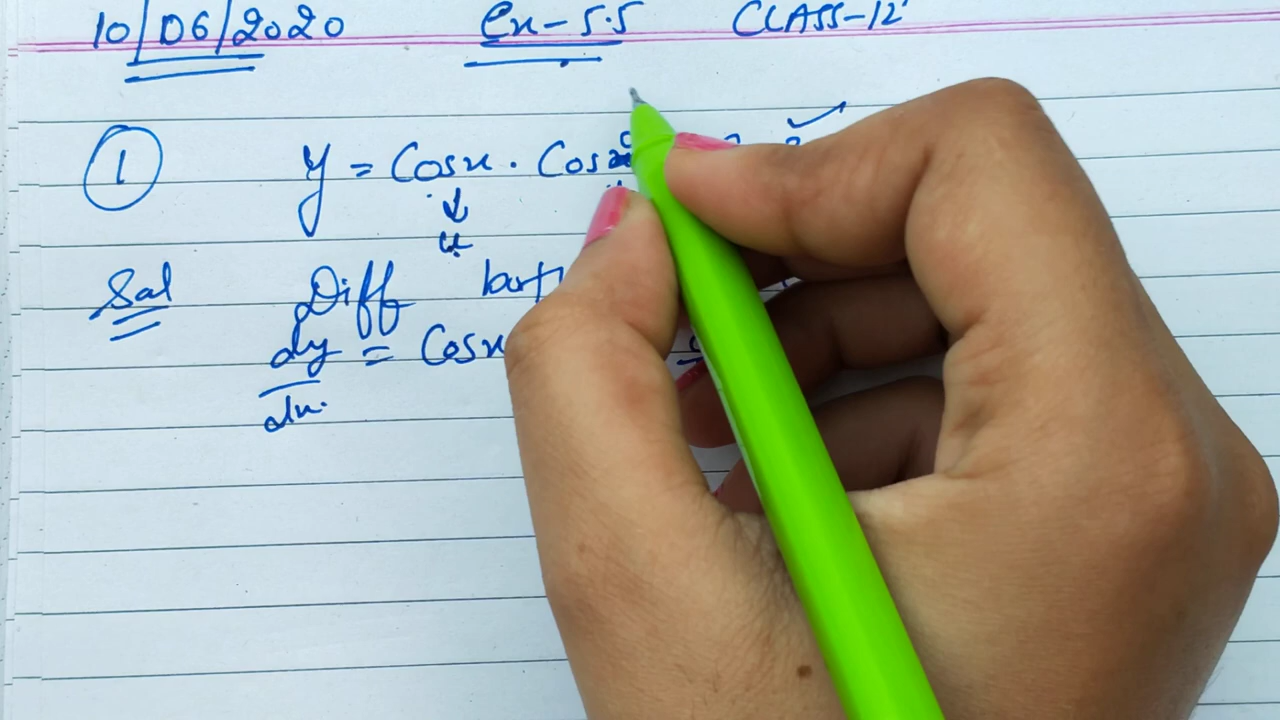 10/06/2020 Ex-5.5 CLASS-12
1 y = Cosx . Cos
↓
u
Sol Diff
dy = Cosx
dx.